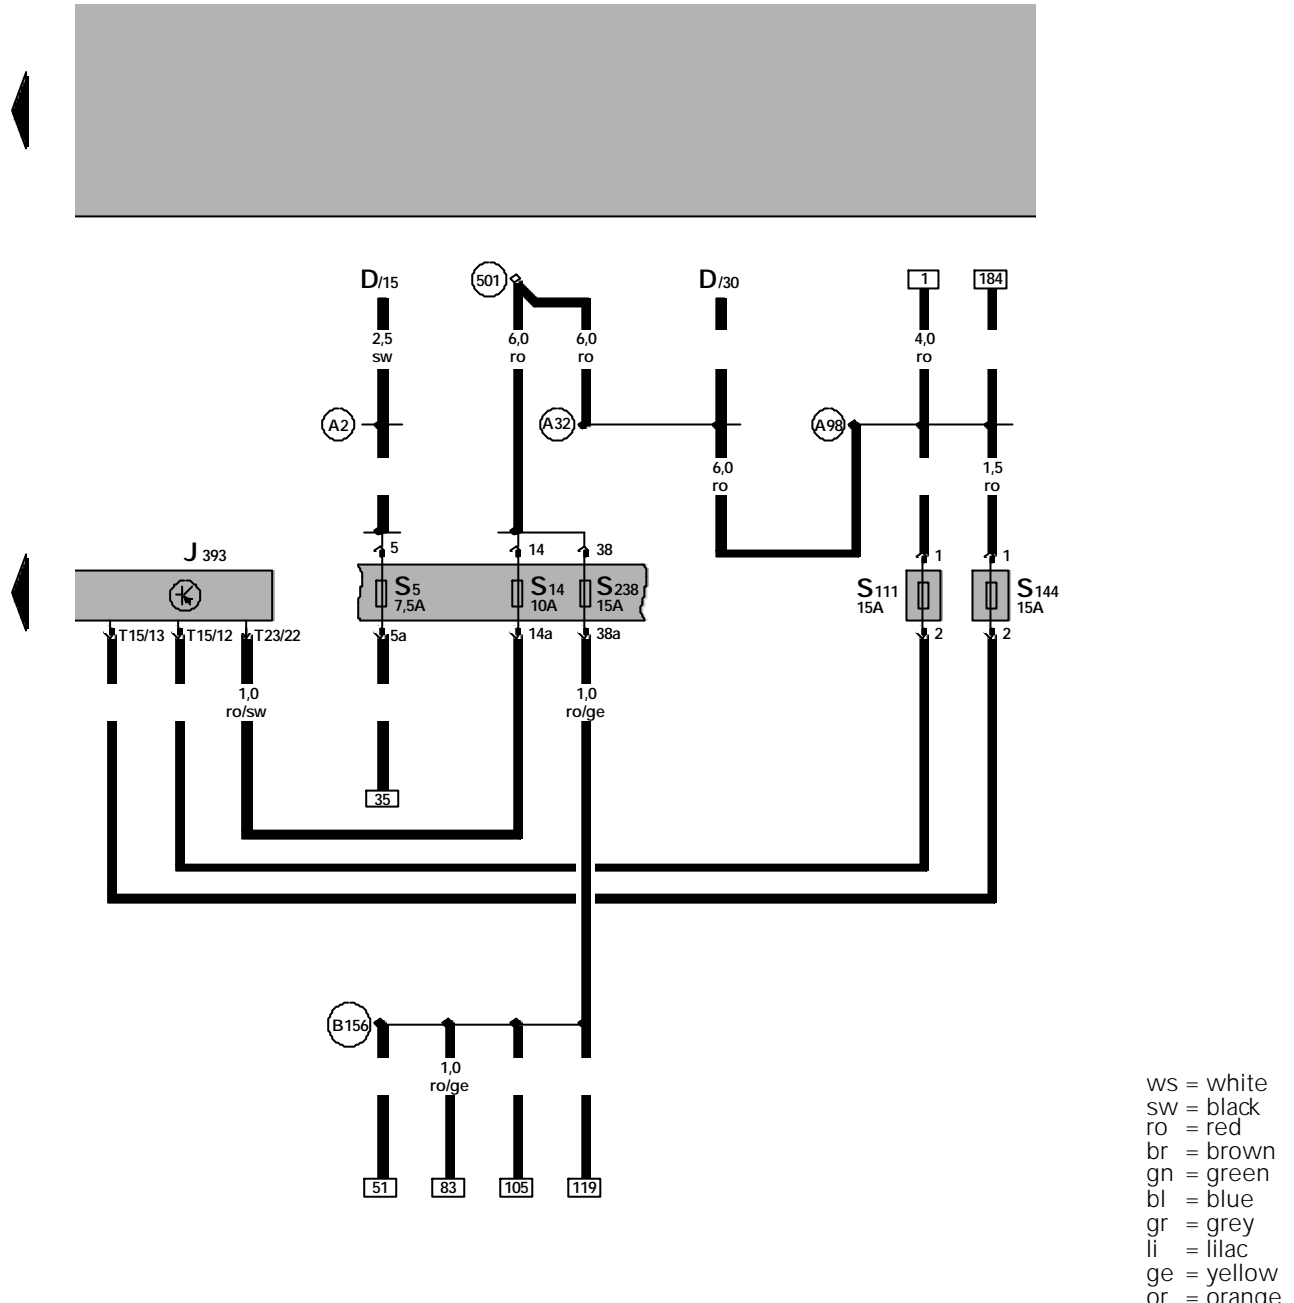 D/15
501
D/30
1
184
2,5
sw
6,0
ro
6,0
ro
4,0
ro
A2
A32
A98
6,0
ro
1,5
ro
J 393
5
14
38
1
1
S5
7,5A
S14
10A
S238
15A
S111
15A
S144
15A
T15/13
T15/12
T23/22
5a
14a
38a
2
2
1,0
ro/sw
1,0
ro/ge
35
B156
1,0
ro/ge
51
83
105
119
ws = white
sw = black
ro = red
br = brown
gn = green
bl = blue
gr = grey
li = lilac
ge = yellow
or = orange